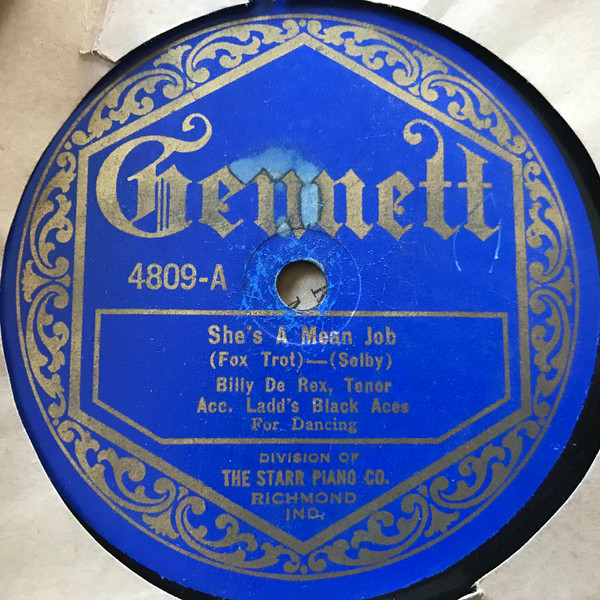 Gennett
4809-A
She's A Mean Job
(Fox Trot)—(Selby)
Billy De Rex, Tenor
Acc. Ladd's Black Aces
For Dancing
DIVISION OF
THE STARR PIANO CO.
RICHMOND
IND.